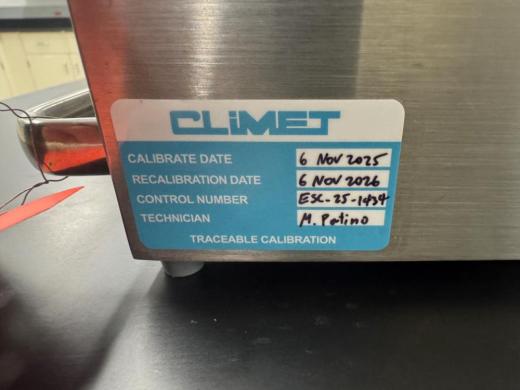 CLiMET
CALIBRATE DATE 6 NOV 2025
RECALIBRATION DATE 6 NOV 2026
CONTROL NUMBER ESC-25-1434
TECHNICIAN M. Patino
TRACEABLE CALIBRATION